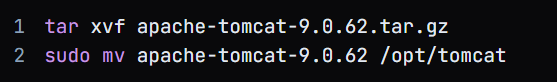 1 tar xvf apache-tomcat-9.0.62.tar.gz
2 sudo mv apache-tomcat-9.0.62 /opt/tomcat